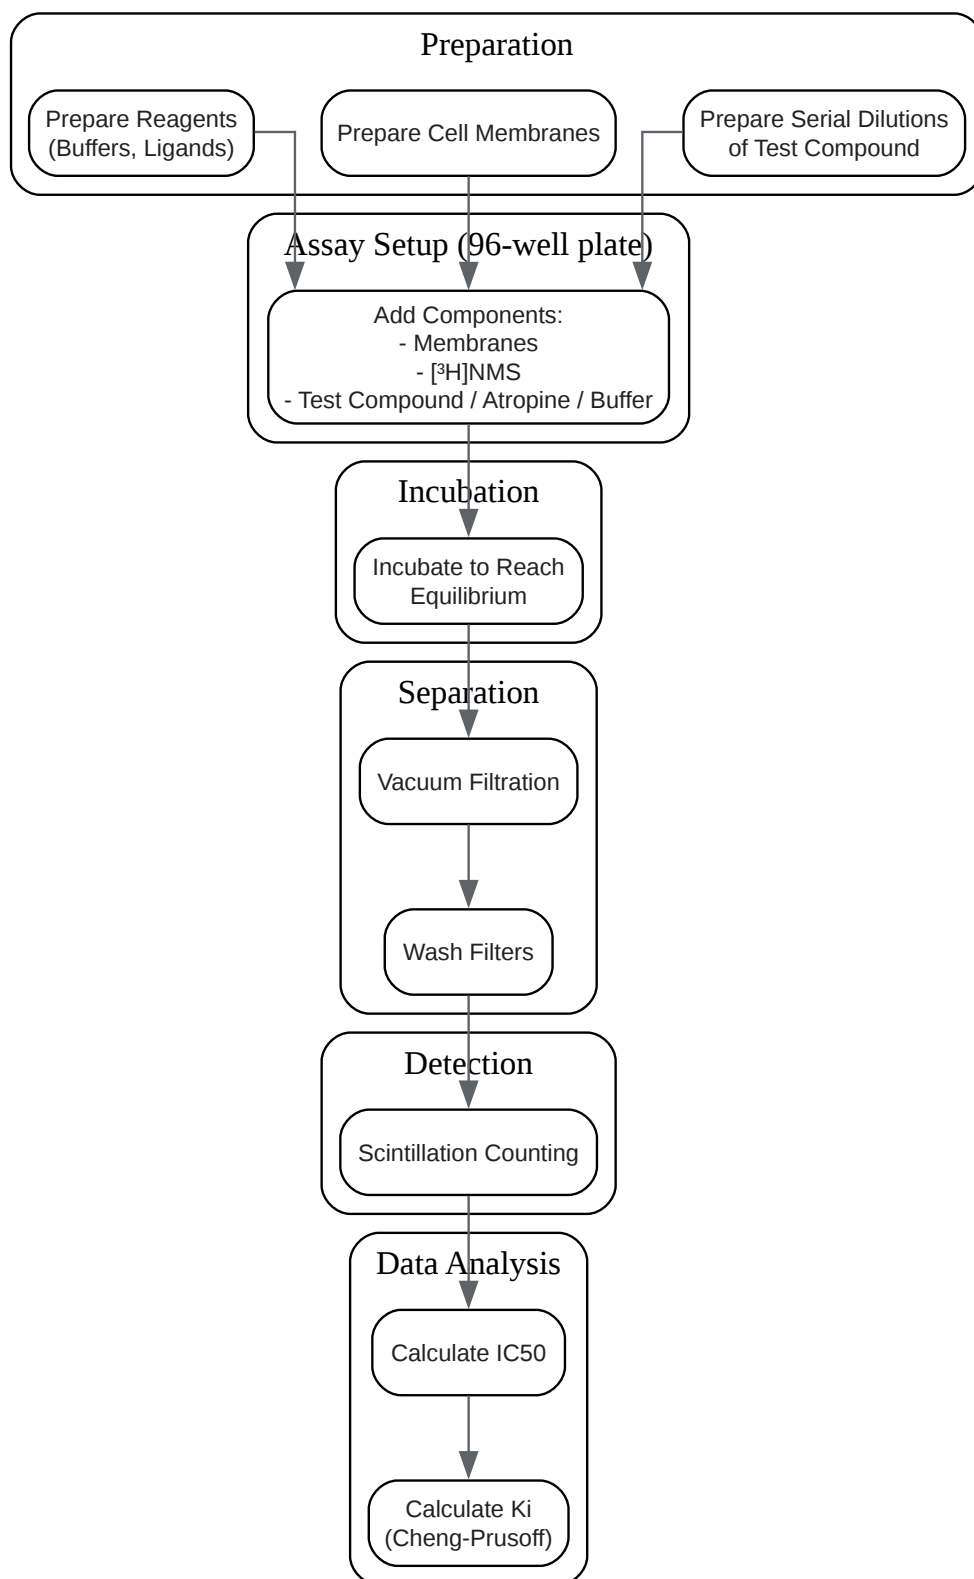 Preparation
Prepare Reagents
(Buffers, Ligands)
Prepare Cell Membranes
Prepare Serial Dilutions
of Test Compound
Assay Setup (96-well plate)
Add Components:
- Membranes
- [³H]NMS
- Test Compound / Atropine / Buffer
Incubation
Incubate to Reach
Equilibrium
Separation
Vacuum Filtration
Wash Filters
Detection
Scintillation Counting
Data Analysis
Calculate IC50
Calculate Ki
(Cheng-Prusoff)